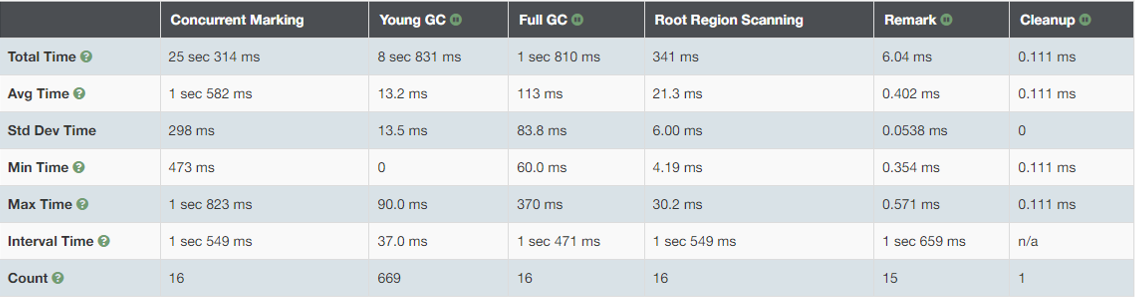 Concurrent Marking Young GC Full GC Root Region Scanning Remark Cleanup
Total Time 25 sec 314 ms 8 sec 831 ms 1 sec 810 ms 341 ms 6.04 ms 0.111 ms
Avg Time 1 sec 582 ms 13.2 ms 113 ms 21.3 ms 0.402 ms 0.111 ms
Std Dev Time 298 ms 13.5 ms 83.8 ms 6.00 ms 0.0538 ms 0
Min Time 473 ms 0 60.0 ms 4.19 ms 0.354 ms 0.111 ms
Max Time 1 sec 823 ms 90.0 ms 370 ms 30.2 ms 0.571 ms 0.111 ms
Interval Time 1 sec 549 ms 37.0 ms 1 sec 471 ms 1 sec 549 ms 1 sec 659 ms n/a
Count 16 669 16 16 15 1